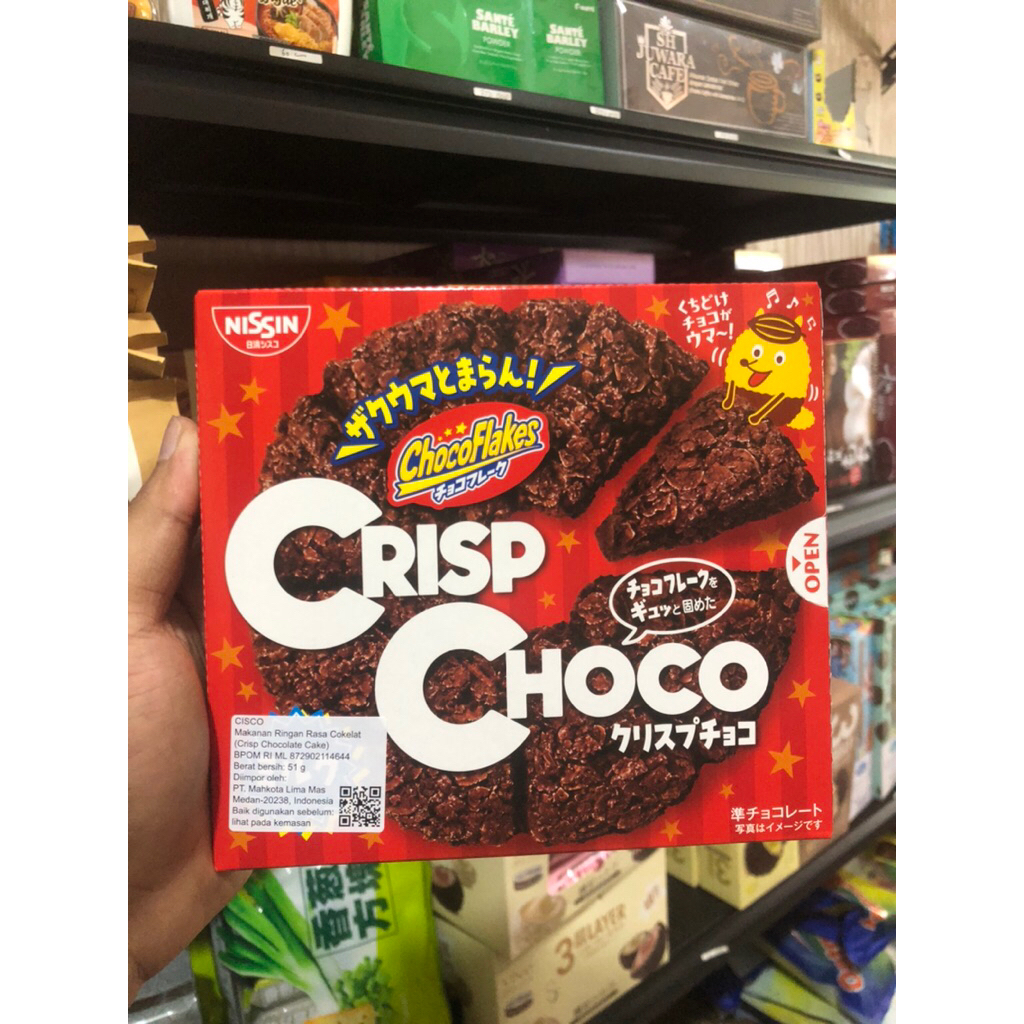 SANTÉ
BARLEY
POWDER
SANTÉ
BARLEY
POWDER
SH
JUWARA
CAFE
NISSIN
日清シスコ
くちどけ
チョコが
ウマ〜!
ザクウマとまらん!
ChocoFlakes
チョコフレーク
CRISP
OPEN
チョコフレークを
ギュッと固めた
CHOCO
クリスプチョコ
CISCO
Makanan Ringan Rasa Cokelat
(Crisp Chocolate Cake)
BPOM RI ML 872902114644
Berat bersih: 51 g
Diimpor oleh:
PT. Mahkota Lima Mas
Medan-20238, Indonesia
Baik digunakan sebelum:
lihat pada kemasan
準チョコレート
写真はイメージです
3 LAYER